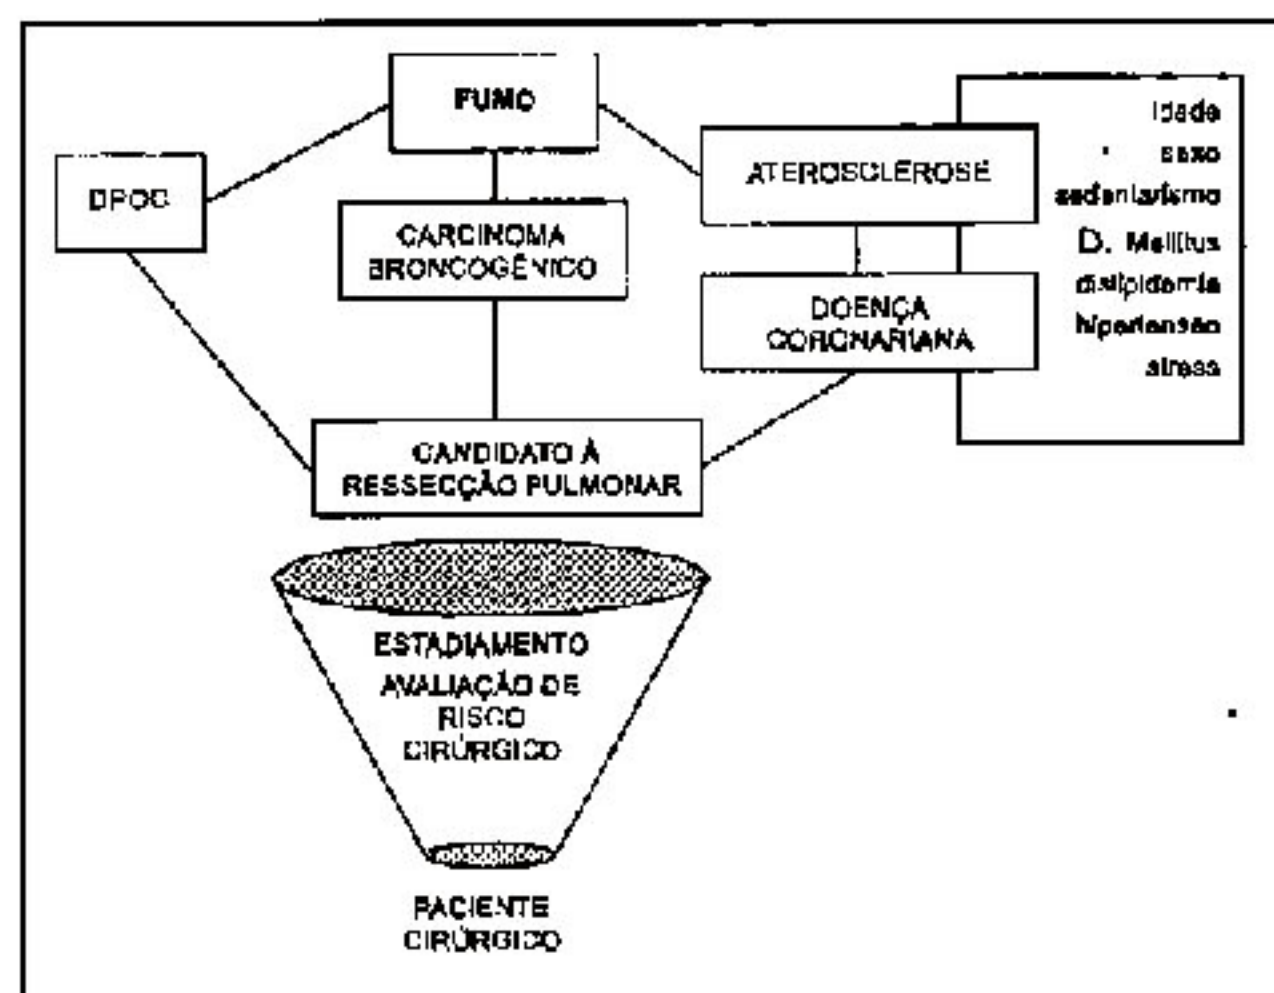 FUMO
DPOC
CARCINOMA
BRONCOGÊNICO
ATEROSCLEROSE
DOENÇA
CORONARIANA
Idade
sexo
sedentarismo
D. Mellitus
dislipidemia
hipertensão
stress
CANDIDATO À
RESSECÇÃO PULMONAR
ESTADIAMENTO
AVALIAÇÃO DE
RISCO
CIRÚRGICO
PACIENTE
CIRÚRGICO